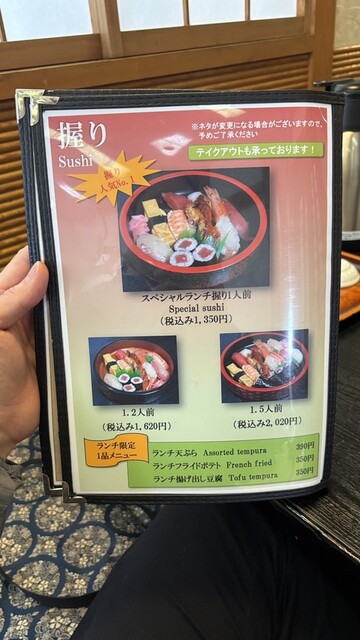 握り
Sushi
※ネタが変更になる場合がございますので、
予めご了承ください
テイクアウトも承っております！
握り
人気No.1
スペシャルランチ握り1人前
Special sushi
（税込み1,350円）
1.2人前
（税込み1,620円）
1.5人前
（税込み2,020円）
ランチ限定
1品メニュー
ランチ天ぷら Assorted tempura 390円
ランチフライドポテト French fried 350円
ランチ揚げ出し豆腐 Tofu tempura 350円